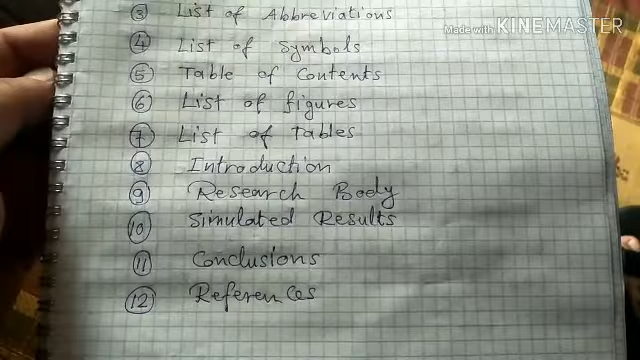 Made with KINEMASTER
③ List of Abbreviations
④ List of Symbols
⑤ Table of Contents
⑥ List of figures
⑦ List of Tables
⑧ Introduction
⑨ Research Body
⑩ Simulated Results
⑪ Conclusions
⑫ References